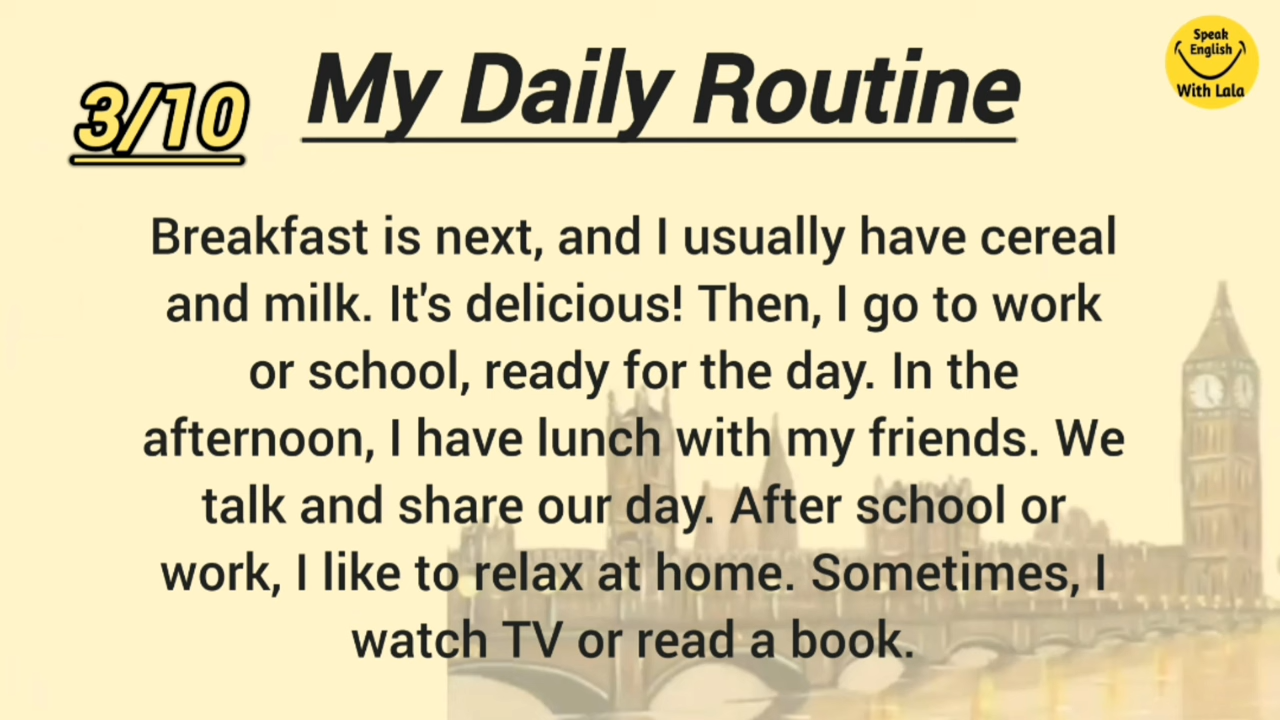 Speak
English
With Lala
3/10
My Daily Routine
Breakfast is next, and I usually have cereal
and milk. It's delicious! Then, I go to work
or school, ready for the day. In the
afternoon, I have lunch with my friends. We
talk and share our day. After school or
work, I like to relax at home. Sometimes, I
watch TV or read a book.